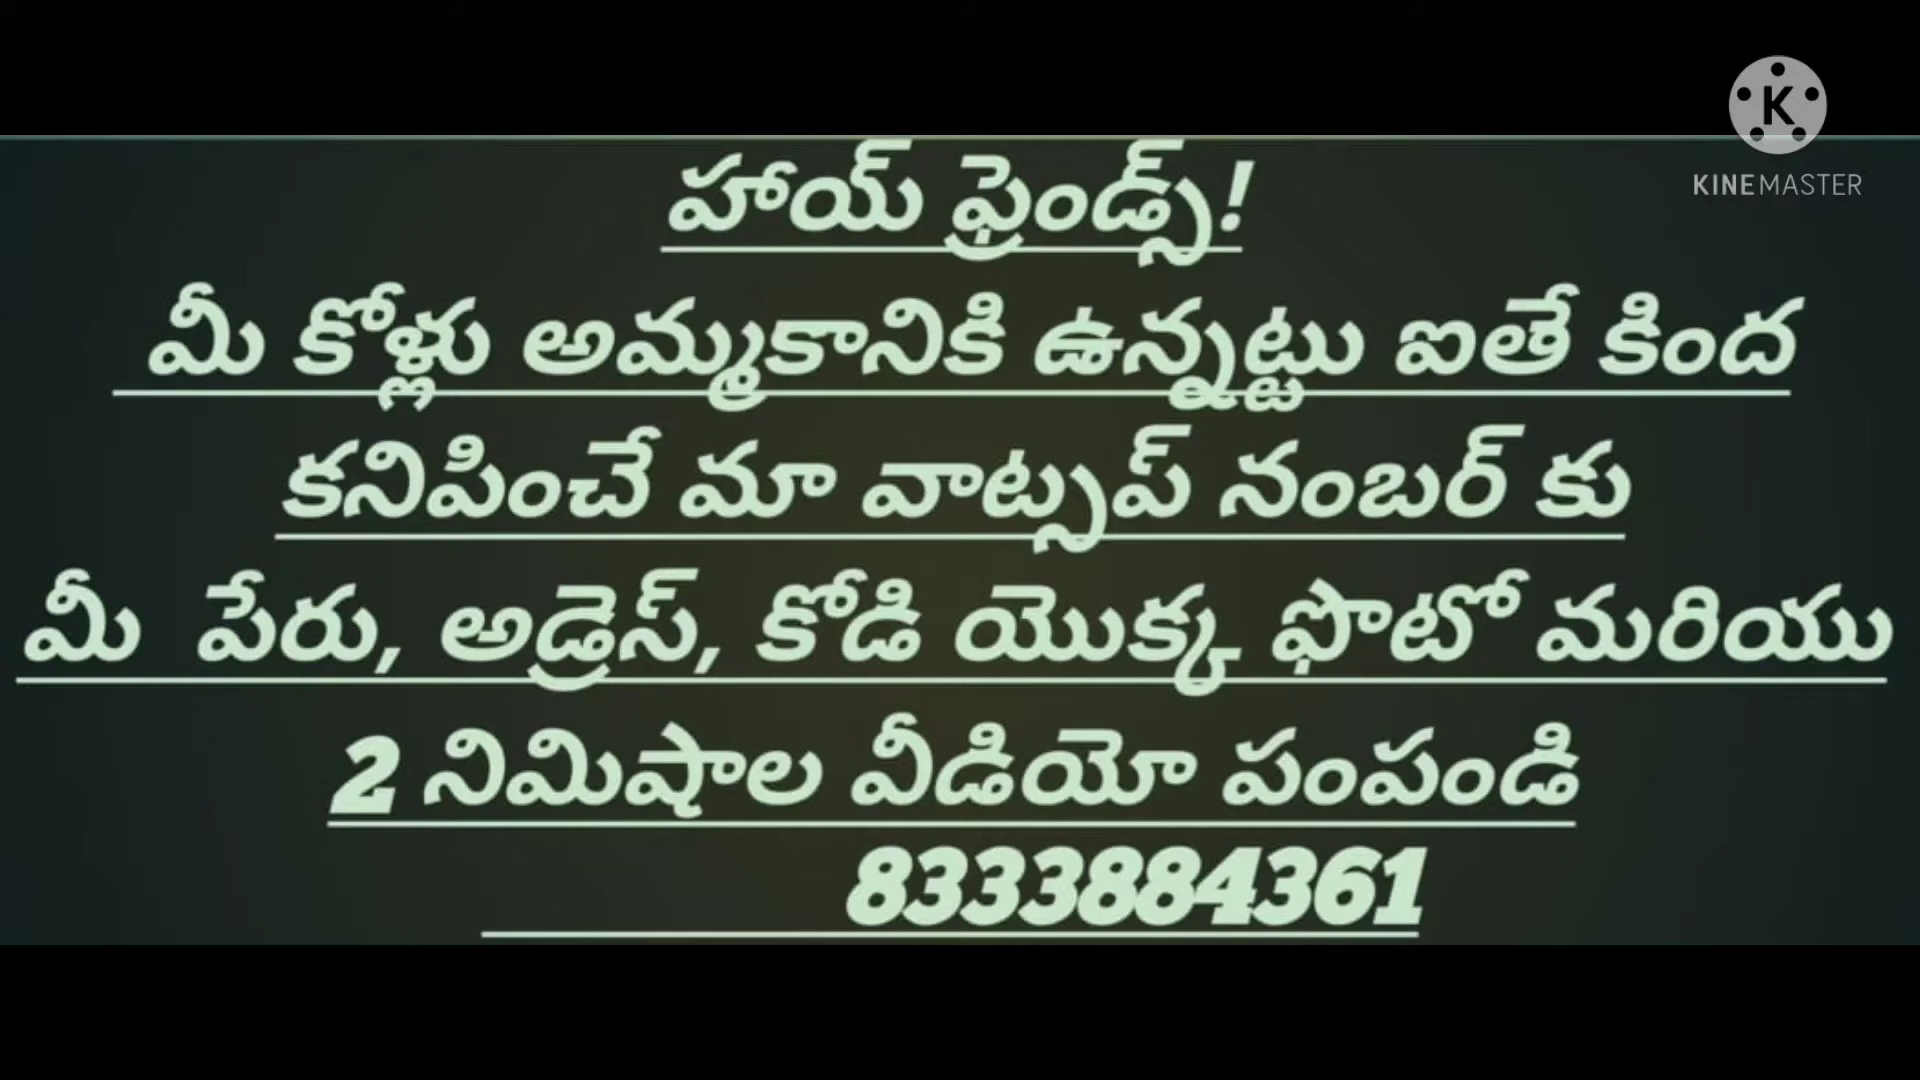 KINEMASTER
హాయ్ ఫ్రెండ్స్!
మీ కోళ్లు అమ్మకానికి ఉన్నట్టు ఐతే కింద
కనిపించే మా వాట్సప్ నంబర్ కు
మీ పేరు, అడ్రెస్, కోడి యొక్క ఫొటో మరియు
2 నిమిషాల వీడియో పంపండి
8333884361